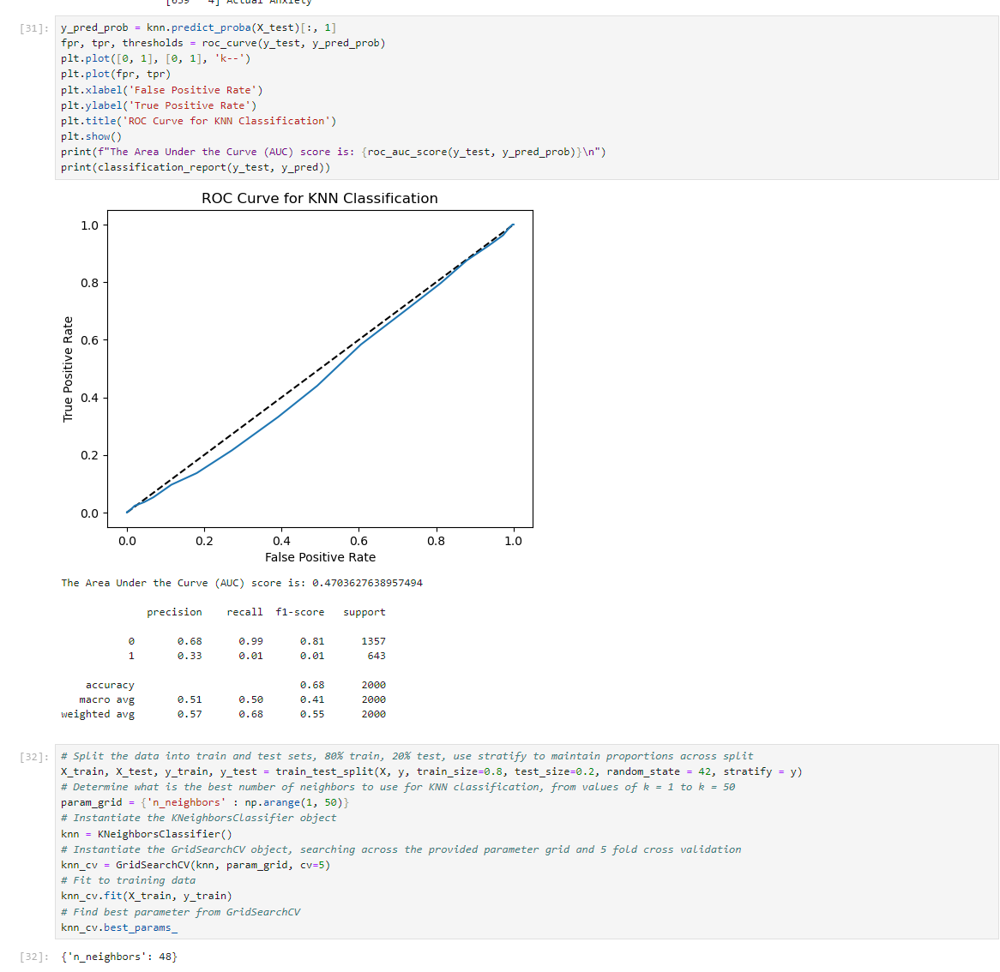 [639 4] Actual Anxiety
[31]:
y_pred_prob = knn.predict_proba(X_test)[:, 1]
fpr, tpr, thresholds = roc_curve(y_test, y_pred_prob)
plt.plot([0, 1], [0, 1], 'k--')
plt.plot(fpr, tpr)
plt.xlabel('False Positive Rate')
plt.ylabel('True Positive Rate')
plt.title('ROC Curve for KNN Classification')
plt.show()
print(f"The Area Under the Curve (AUC) score is: {roc_auc_score(y_test, y_pred_prob)}\n")
print(classification_report(y_test, y_pred))
ROC Curve for KNN Classification
True Positive Rate
1.0
0.8
0.6
0.4
0.2
0.0
0.0 0.2 0.4 0.6 0.8 1.0
False Positive Rate
The Area Under the Curve (AUC) score is: 0.4703627638957494
precision recall f1-score support
0 0.68 0.99 0.81 1357
1 0.33 0.01 0.01 643
accuracy 0.68 2000
macro avg 0.51 0.50 0.41 2000
weighted avg 0.57 0.68 0.55 2000
[32]:
# Split the data into train and test sets, 80% train, 20% test, use stratify to maintain proportions across split
X_train, X_test, y_train, y_test = train_test_split(X, y, train_size=0.8, test_size=0.2, random_state = 42, stratify = y)
# Determine what is the best number of neighbors to use for KNN classification, from values of k = 1 to k = 50
param_grid = {'n_neighbors' : np.arange(1, 50)}
# Instantiate the KNeighborsClassifier object
knn = KNeighborsClassifier()
# Instantiate the GridSearchCV object, searching across the provided parameter grid and 5 fold cross validation
knn_cv = GridSearchCV(knn, param_grid, cv=5)
# Fit to training data
knn_cv.fit(X_train, y_train)
# Find best parameter from GridSearchCV
knn_cv.best_params_
[32]: {'n_neighbors': 48}